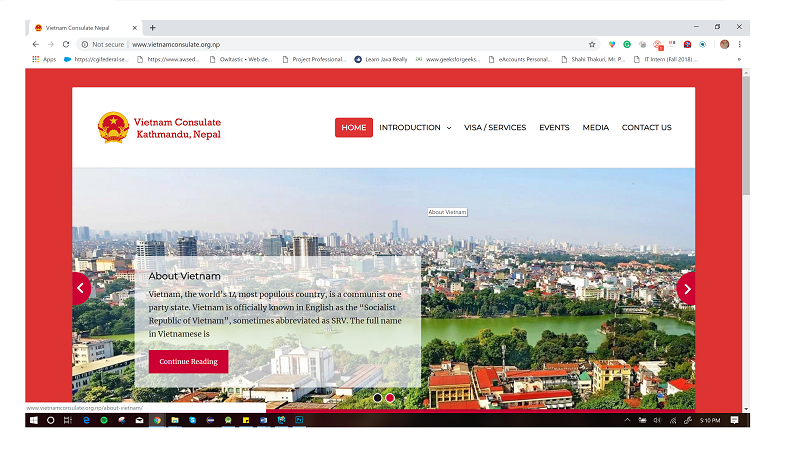 Vietnam Consulate Nepal
Not secure | www.vietnamconsulate.org.np
Apps https://cgifederal.se... https://www.awsed... Owltastic • Web de... Project Professional... Learn Java Really www.geeksforgeeks... eAccounts Personal... Shahi Thakuri, Mr. P... IT Intern (Fall 2018) ...
Vietnam Consulate
Kathmandu, Nepal
HOME INTRODUCTION VISA / SERVICES EVENTS MEDIA CONTACT US
About Vietnam
About Vietnam
Vietnam, the world's 14 most populous country, is a communist one
party state. Vietnam is officially known in English as the “Socialist
Republic of Vietnam”, sometimes abbreviated as SRV. The full name
in Vietnamese is
Continue Reading
www.vietnamconsulate.org.np/about-vietnam/
5:10 PM